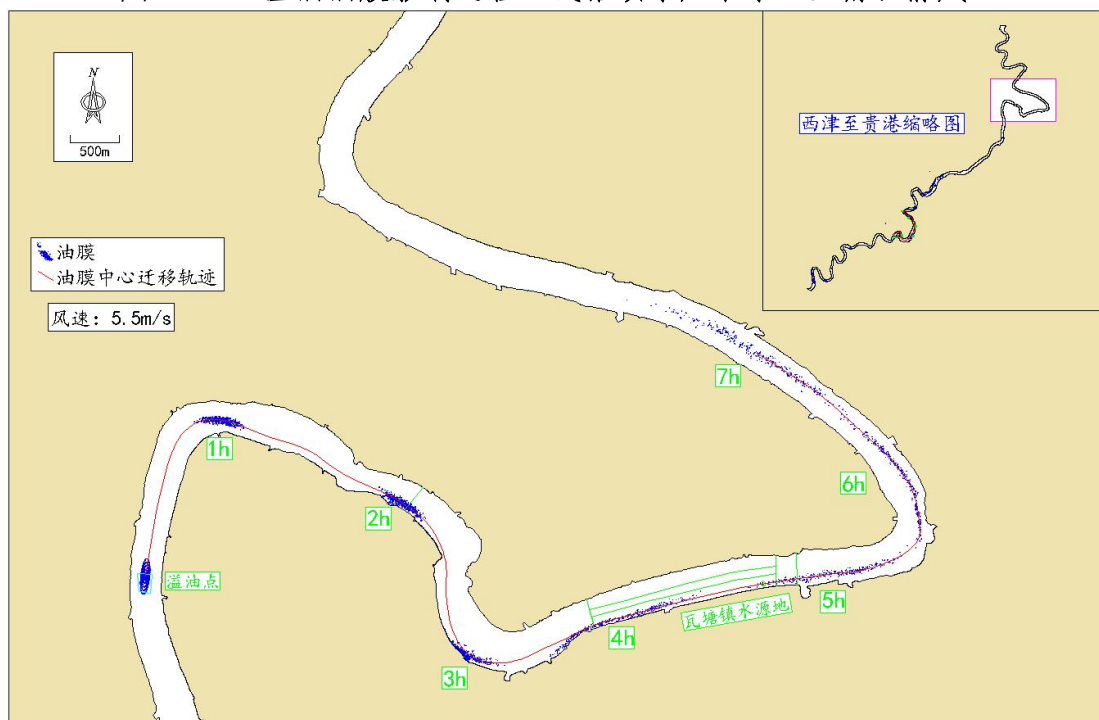 N
500m
西津至贵港缩略图
油膜
油膜中心迁移轨迹
风速：5.5m/s
7h
1h
6h
2h
溢油点
瓦塘镇水源地
5h
4h
3h